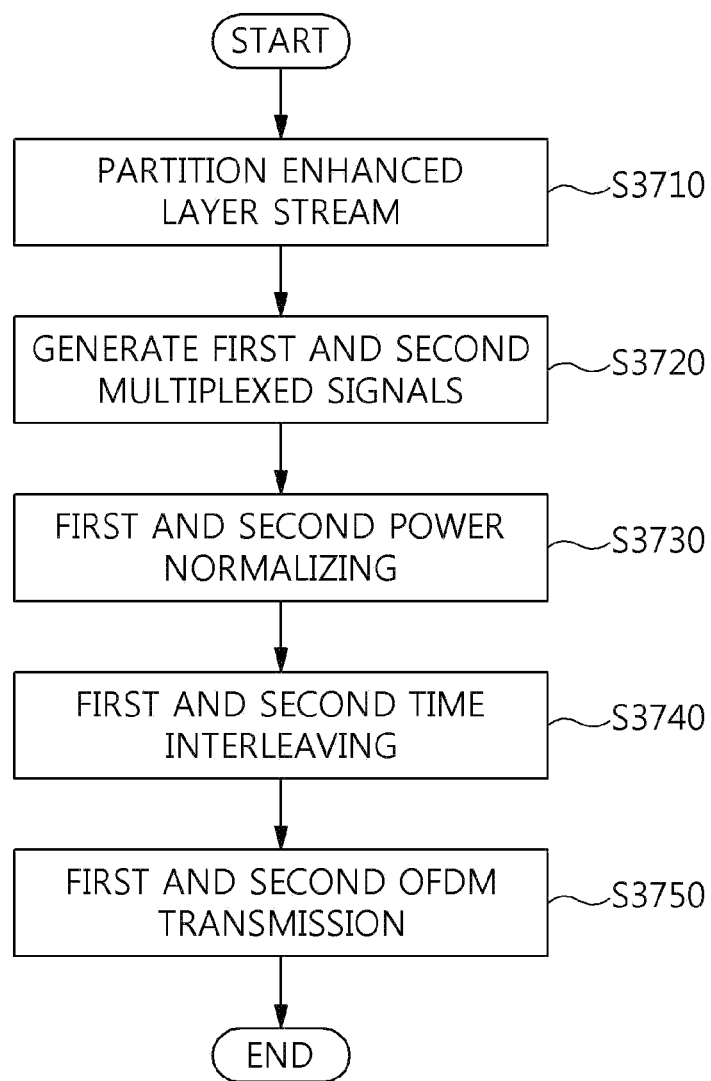 START
PARTITION ENHANCED
LAYER STREAM
S3710
GENERATE FIRST AND SECOND
MULTIPLEXED SIGNALS
S3720
FIRST AND SECOND POWER
NORMALIZING
S3730
FIRST AND SECOND TIME
INTERLEAVING
S3740
FIRST AND SECOND OFDM
TRANSMISSION
S3750
END